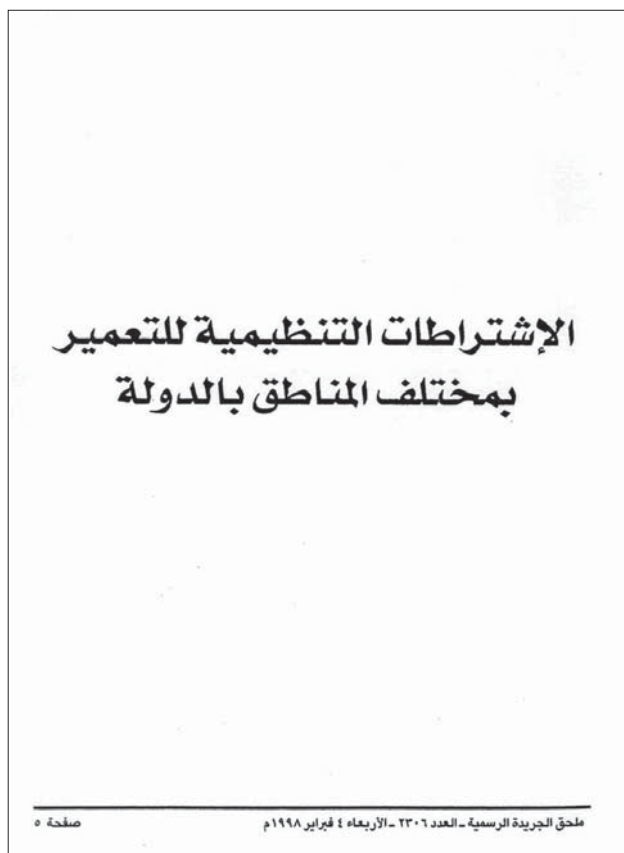 الإشتراطات التنظيمية للتعمير
بمختلف المناطق بالدولة
ملحق الجريدة الرسمية ـ العدد ٢٣٠٦ ـ الأربعاء ٤ فبراير ١٩٩٨م صفحة ٥